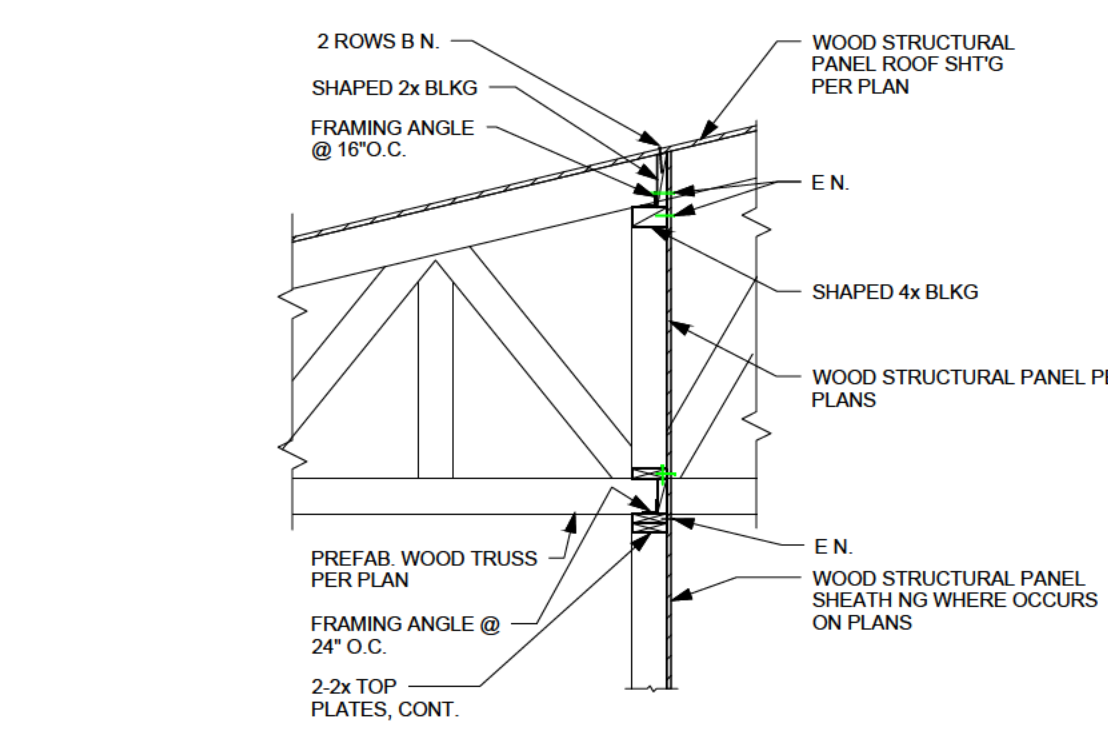 2 ROWS B N.
SHAPED 2x BLKG
FRAMING ANGLE
@ 16"O.C.
WOOD STRUCTURAL
PANEL ROOF SHT'G
PER PLAN
E N.
SHAPED 4x BLKG
WOOD STRUCTURAL PANEL
PLANS
PREFAB. WOOD TRUSS
PER PLAN
FRAMING ANGLE @
24" O.C.
2-2x TOP
PLATES, CONT.
E N.
WOOD STRUCTURAL PANEL
SHEATH NG WHERE OCCURS
ON PLANS